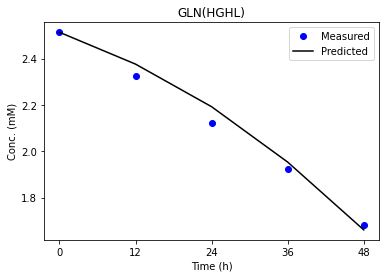 GLN(HGHL)
Measured
Predicted
Conc. (mM)
2.4
2.2
2.0
1.8
0 12 24 36 48
Time (h)